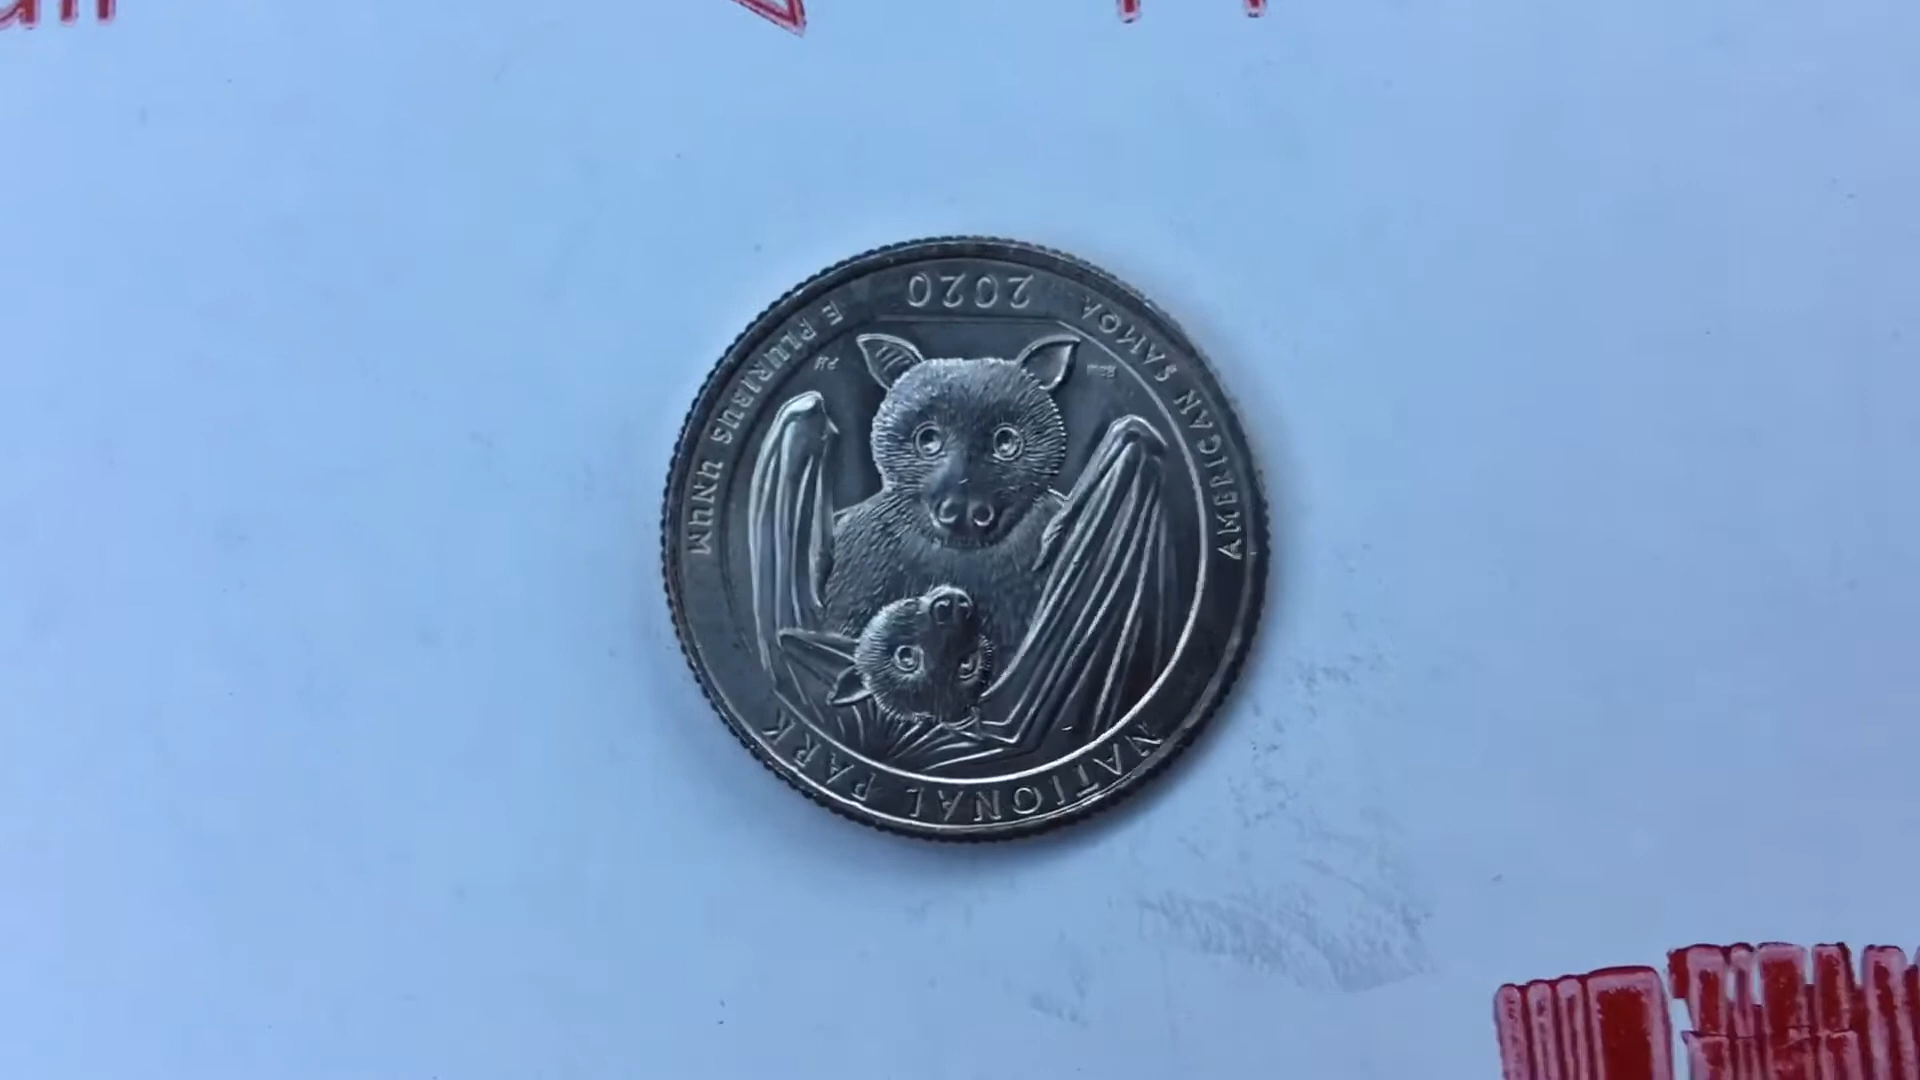 NATIONAL PARK
AMERICAN SAMOA
2020
E PLURIBUS UNUM